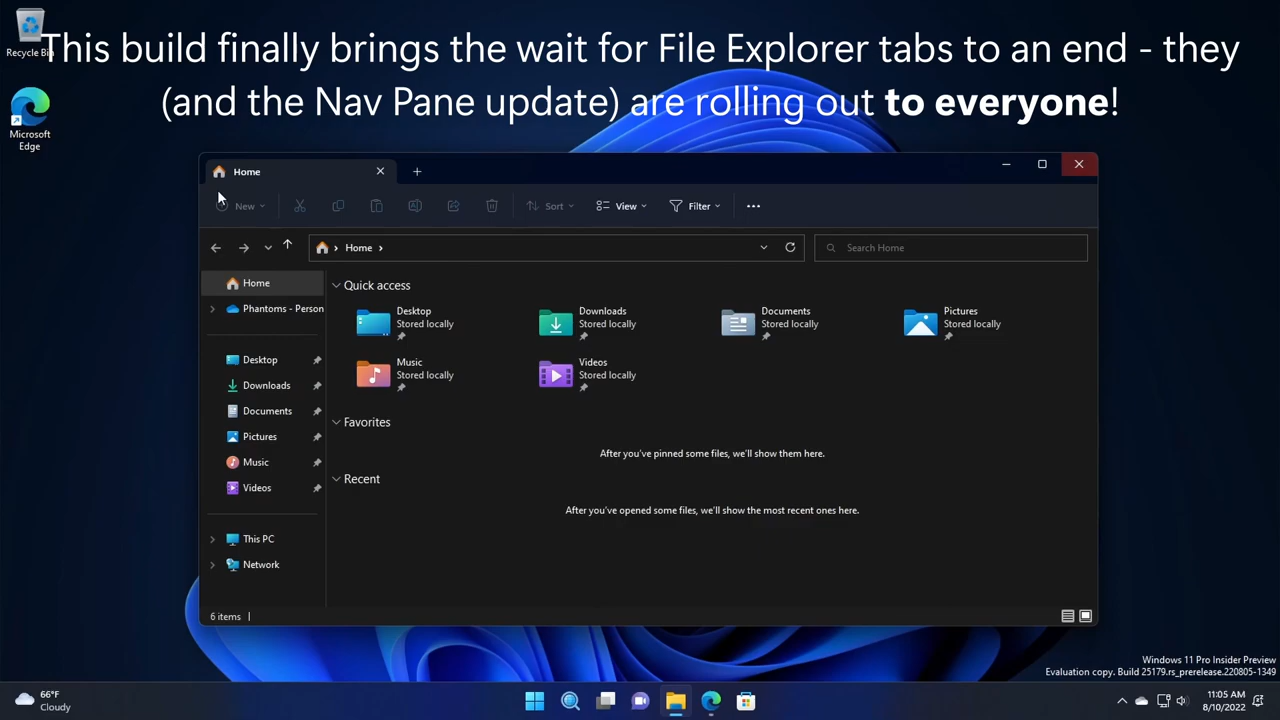 This build finally brings the wait for File Explorer tabs to an end - they
(and the Nav Pane update) are rolling out to everyone!
Recycle Bin
Microsoft
Edge
Home
New
Sort
View
Filter
Home
Search Home
Home
Phantoms - Person
Desktop
Downloads
Documents
Pictures
Music
Videos
This PC
Network
Quick access
Desktop
Stored locally
Downloads
Stored locally
Documents
Stored locally
Pictures
Stored locally
Music
Stored locally
Videos
Stored locally
Favorites
After you've pinned some files, we'll show them here.
Recent
After you've opened some files, we'll show the most recent ones here.
6 items
Windows 11 Pro Insider Preview
Evaluation copy. Build 25179.rs_prerelease.220805-1349
66°F
Cloudy
11:05 AM
8/10/2022